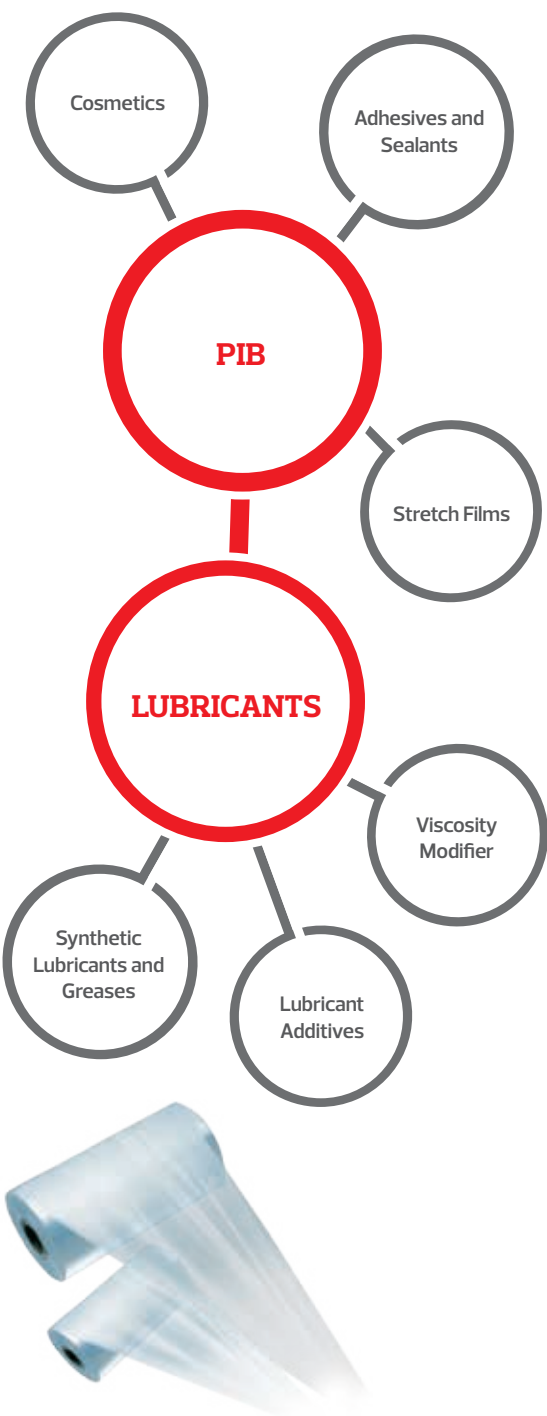 Cosmetics
Adhesives and
Sealants
PIB
Stretch Films
LUBRICANTS
Viscosity
Modifier
Synthetic
Lubricants and
Greases
Lubricant
Additives